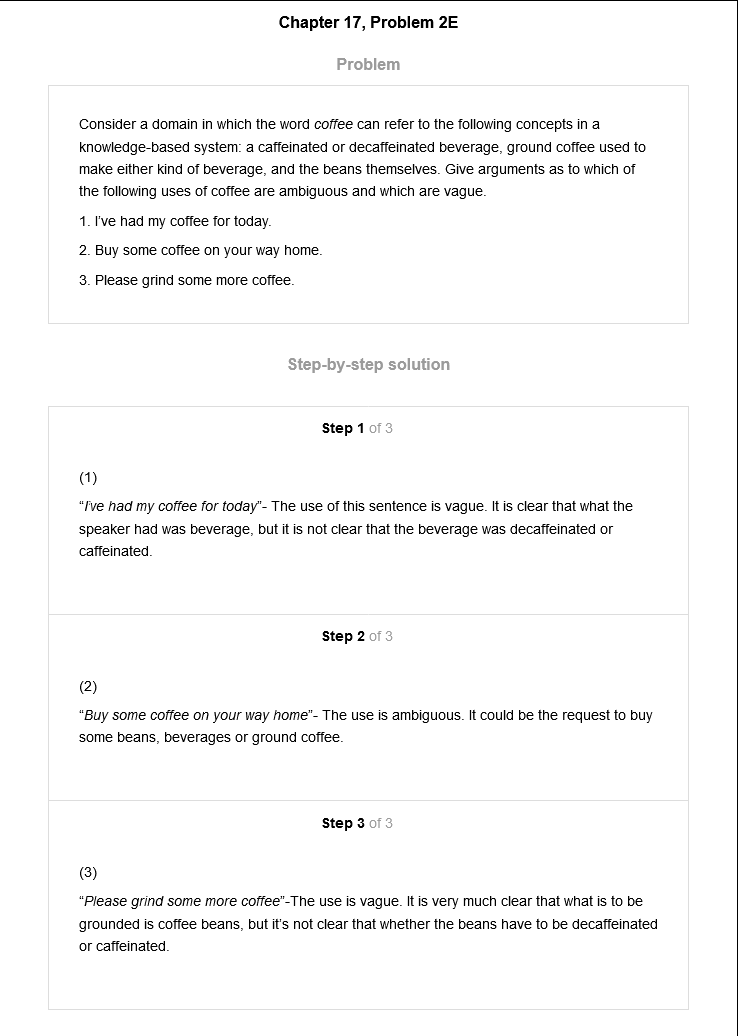 Chapter 17, Problem 2E
Problem
Consider a domain in which the word coffee can refer to the following concepts in a
knowledge-based system: a caffeinated or decaffeinated beverage, ground coffee used to
make either kind of beverage, and the beans themselves. Give arguments as to which of
the following uses of coffee are ambiguous and which are vague.
1. I've had my coffee for today.
2. Buy some coffee on your way home.
3. Please grind some more coffee.
Step-by-step solution
Step 1 of 3
(1)
“I've had my coffee for today”- The use of this sentence is vague. It is clear that what the
speaker had was beverage, but it is not clear that the beverage was decaffeinated or
caffeinated.
Step 2 of 3
(2)
“Buy some coffee on your way home”- The use is ambiguous. It could be the request to buy
some beans, beverages or ground coffee.
Step 3 of 3
(3)
“Please grind some more coffee”-The use is vague. It is very much clear that what is to be
grounded is coffee beans, but it’s not clear that whether the beans have to be decaffeinated
or caffeinated.